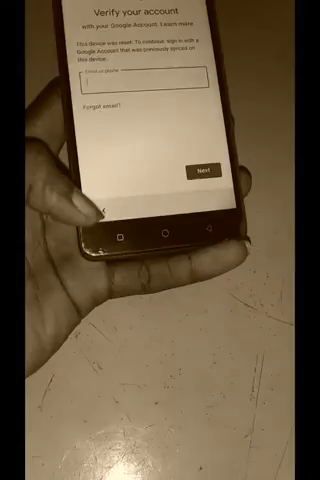 Verify your account
with your Google Account. Learn more
This device was reset. To continue, sign in with a
Google Account that was previously synced on
this device.
Email or phone
Forgot email?
Next